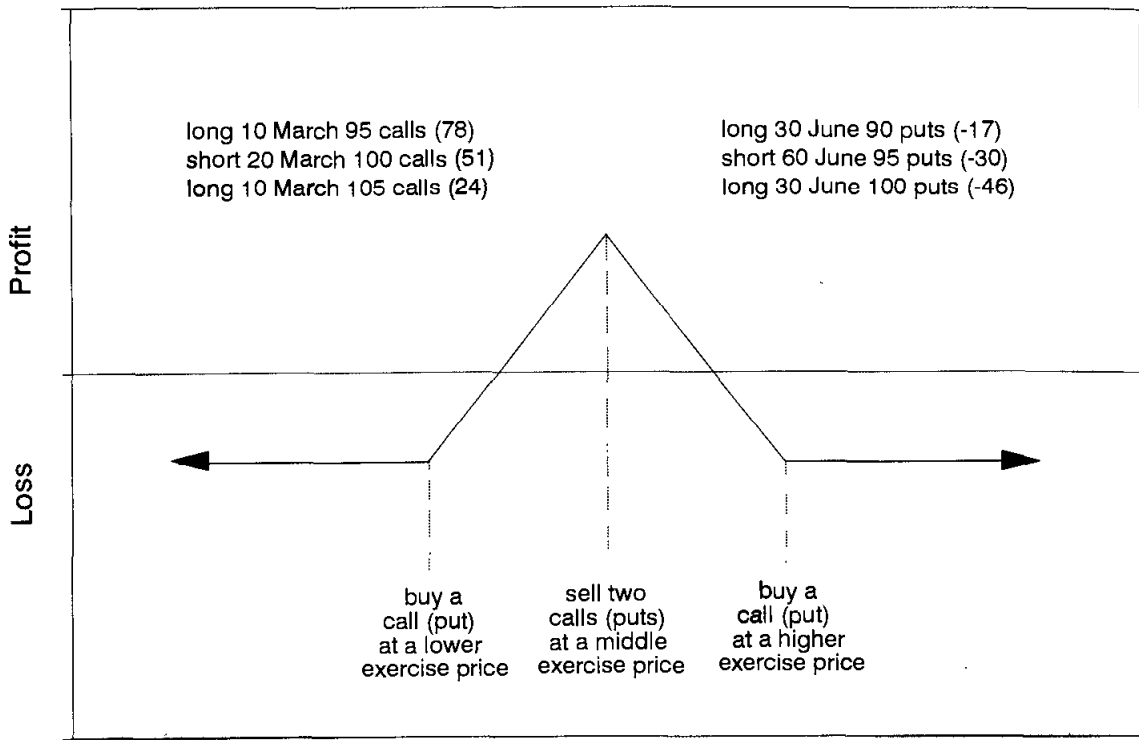 long 10 March 95 calls (78)
short 20 March 100 calls (51)
long 10 March 105 calls (24)
long 30 June 90 puts (-17)
short 60 June 95 puts (-30)
long 30 June 100 puts (-46)
Profit
Loss
buy a
call (put)
at a lower
exercise price
sell two
calls (puts)
at a middle
exercise price
buy a
call (put)
at a higher
exercise price